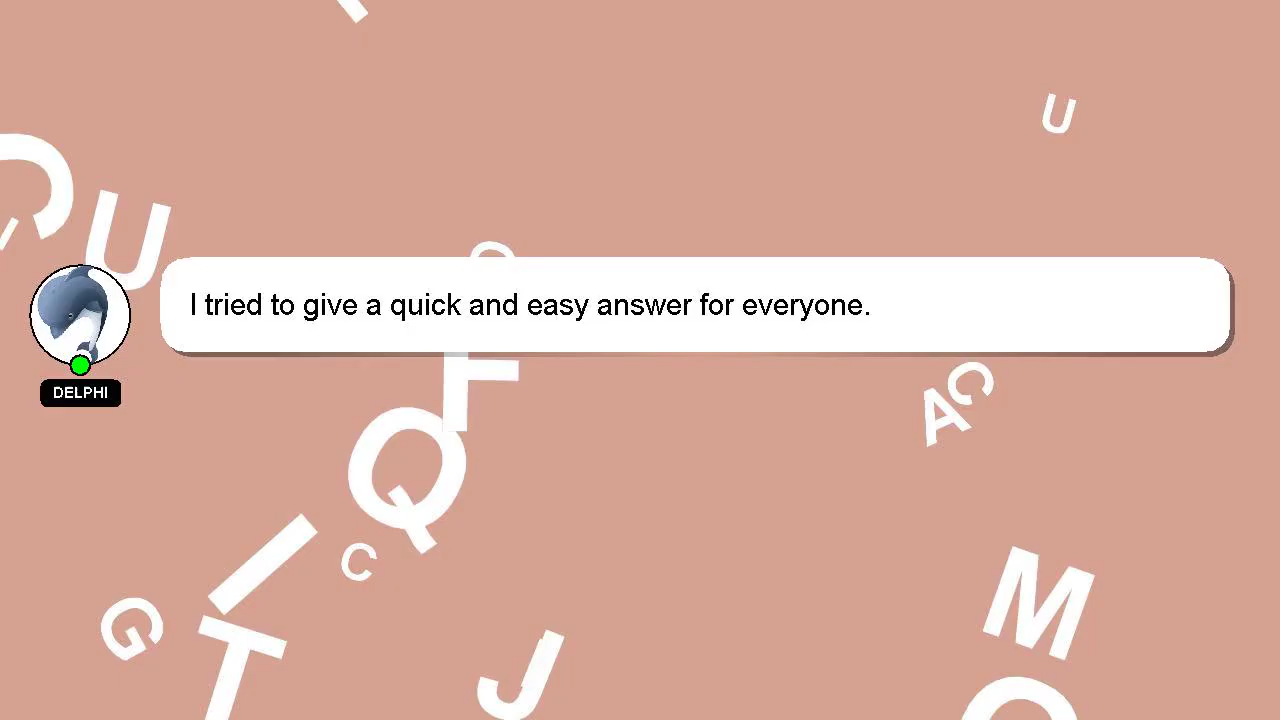 I tried to give a quick and easy answer for everyone.
DELPHI
U
U
C
A
Q
I
C
G
T
J
M